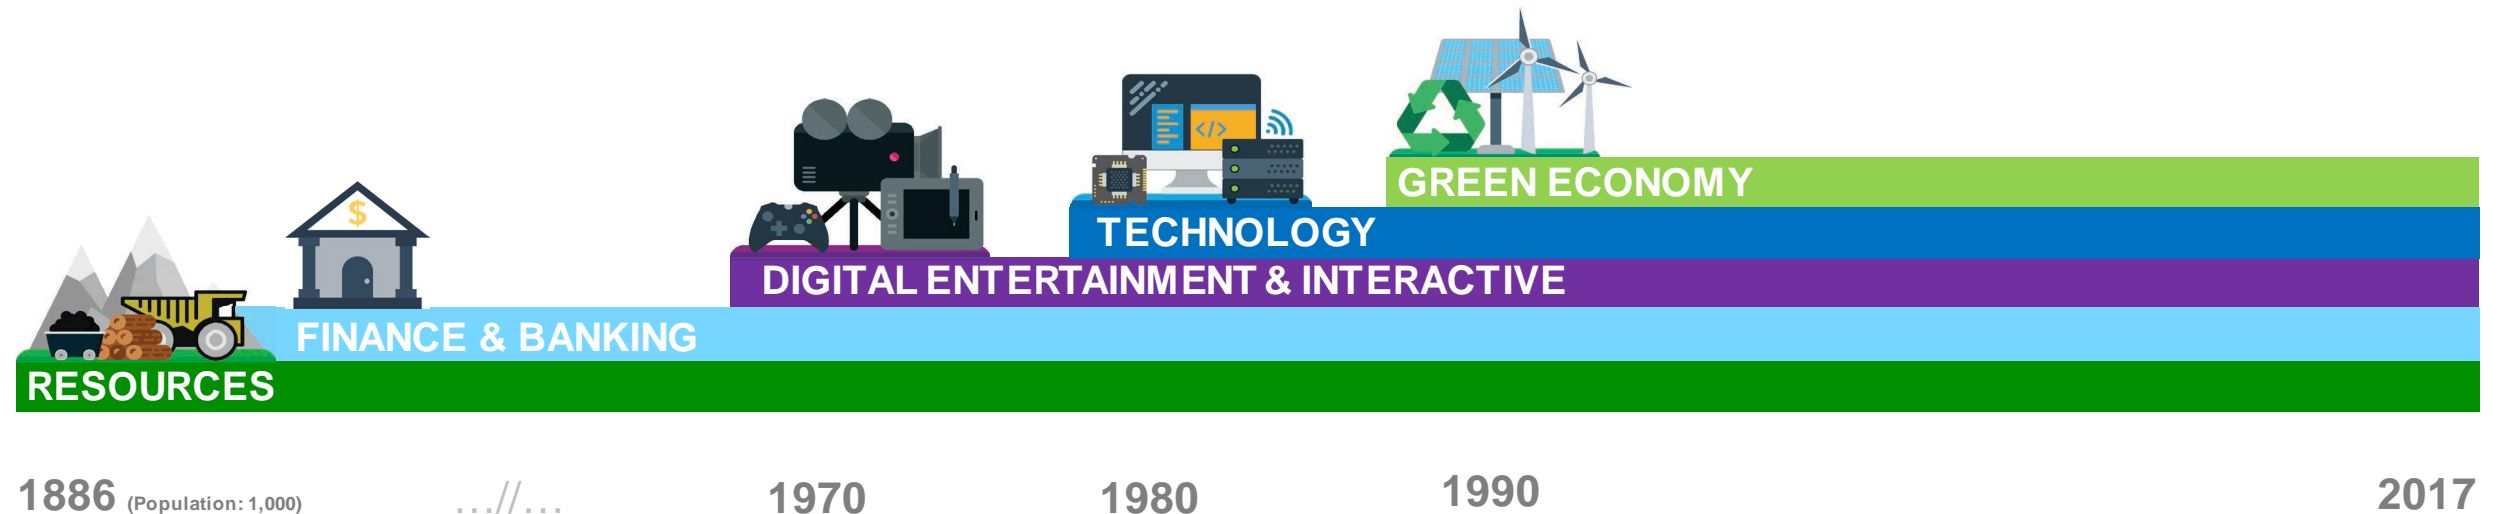 GREEN ECONOMY
TECHNOLOGY
DIGITAL ENTERTAINMENT & INTERACTIVE
FINANCE & BANKING
RESOURCES
1886 (Population: 1,000) …//… 1970 1980 1990 2017
$
</>